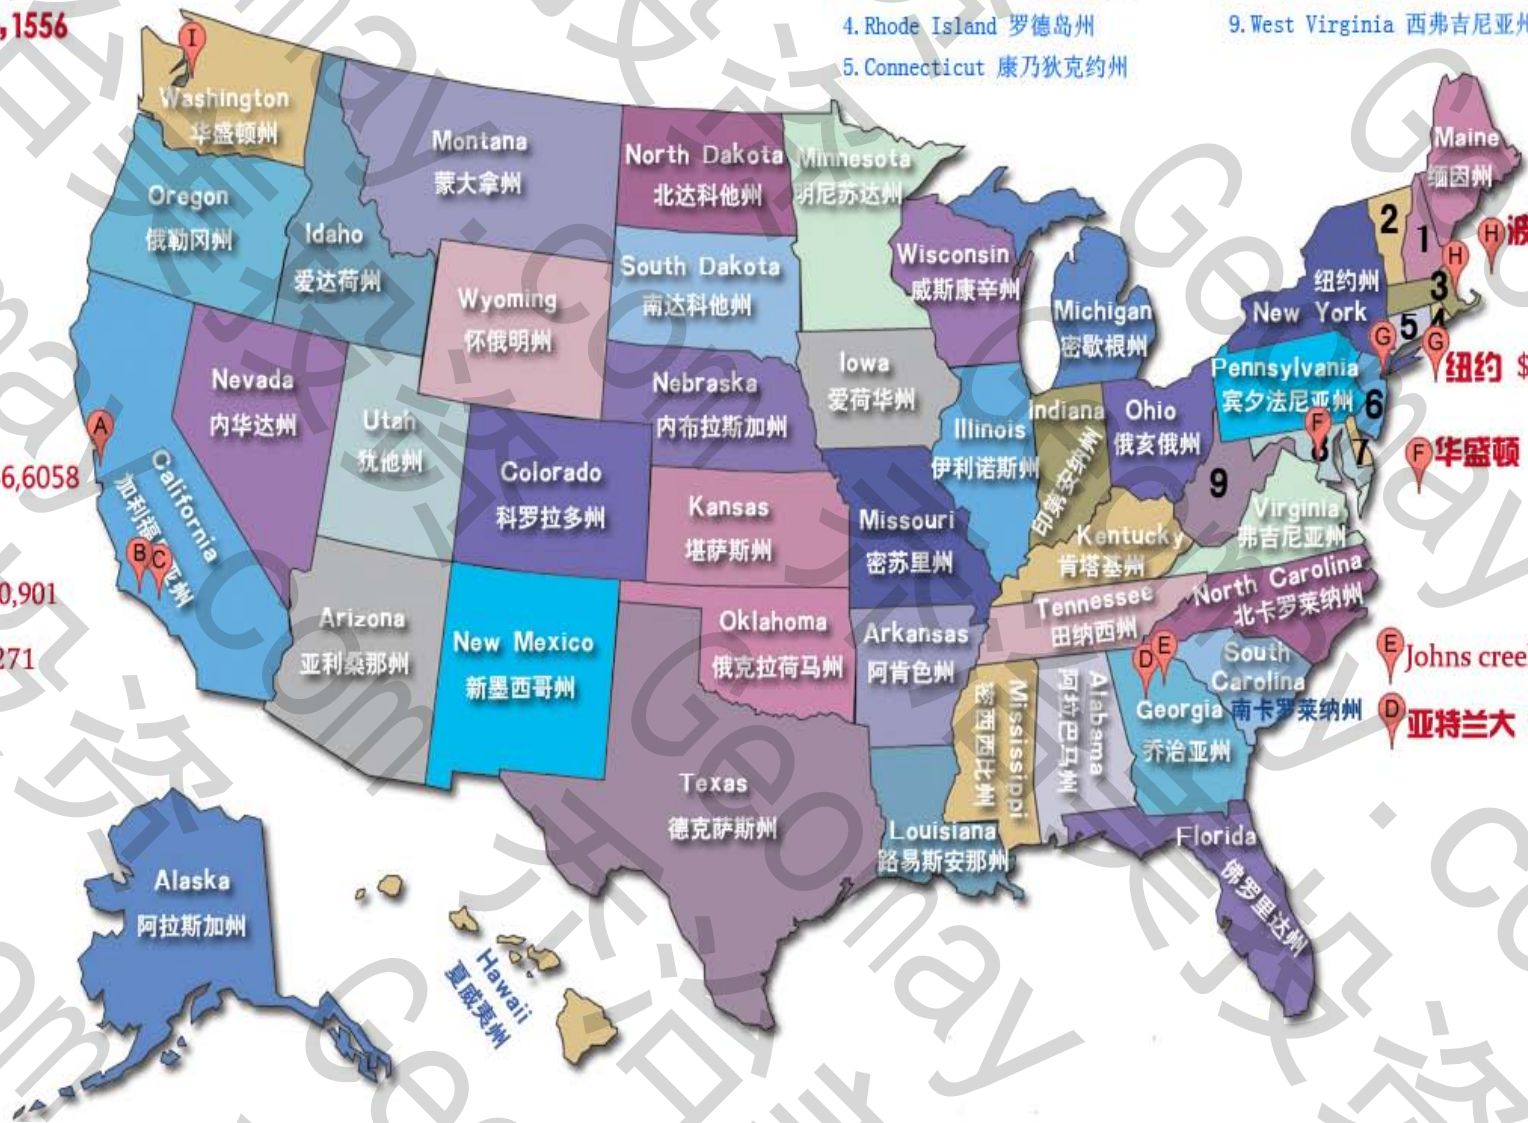 ,1556
4.Rhode Island 罗德岛州
9.West Virginia 西弗吉尼亚州
5.Connecticut 康乃狄克约州
I
Washington
华盛顿州
Oregon
俄勒冈州
Idaho
爱达荷州
Montana
蒙大拿州
North Dakota
北达科他州
Minnesota
明尼苏达州
South Dakota
南达科他州
Wyoming
怀俄明州
Wisconsin
威斯康辛州
Michigan
密歇根州
Maine
缅因州
2
1
H
H
3
4
5
G
G
纽约 $
纽约州
New York
Pennsylvania
宾夕法尼亚州
6
F
8
7
F
华盛顿
9
Nevada
内华达州
Utah
犹他州
Colorado
科罗拉多州
Nebraska
内布拉斯加州
Iowa
爱荷华州
Illinois
伊利诺斯州
Indiana
印第安纳州
Ohio
俄亥俄州
Virginia
弗吉尼亚州
A
6,6058
California
B
C
0,901
271
Kansas
堪萨斯州
Missouri
密苏里州
Kentucky
肯塔基州
Tennessee
田纳西州
North Carolina
北卡罗莱纳州
Arizona
亚利桑那州
New Mexico
新墨西哥州
Oklahoma
俄克拉荷马州
Arkansas
阿肯色州
Mississippi
密西西比州
Alabama
阿拉巴马州
D
E
Georgia
乔治亚州
South
Carolina
南卡罗莱纳州
E
Johns cree
D
亚特兰大
Texas
德克萨斯州
Louisiana
路易斯安那州
Florida
佛罗里达州
Alaska
阿拉斯加州
Hawaii
夏威夷州